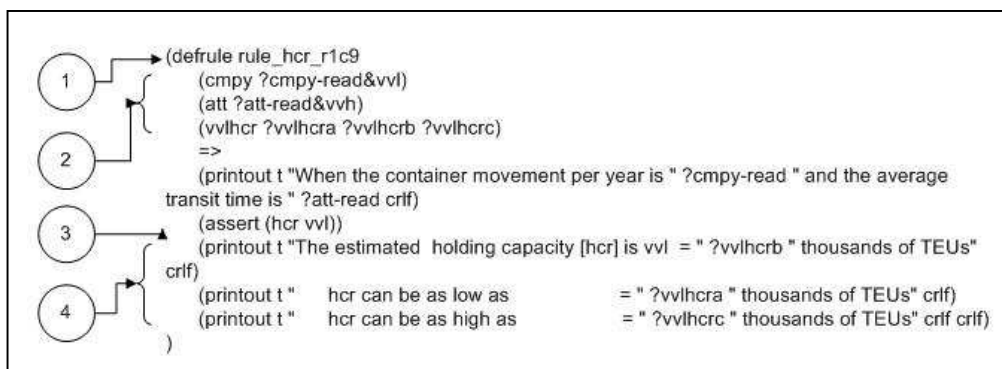 (defrule rule_hcr_r1c9
1
(cmpy ?cmpy-read&vvl)
(att ?att-read&vvh)
(vvlhcr ?vvlhcra ?vvlhcrb ?vvlhcrc)
2
=>
(printout t "When the container movement per year is " ?cmpy-read " and the average
transit time is " ?att-read crlf)
3
(assert (hcr vvl))
(printout t "The estimated holding capacity [hcr] is vvl = " ?vvlhcrb " thousands of TEUs"
crlf)
4
(printout t " hcr can be as low as = " ?vvlhcra " thousands of TEUs" crlf)
(printout t " hcr can be as high as = " ?vvlhcrc " thousands of TEUs" crlf crlf)
)